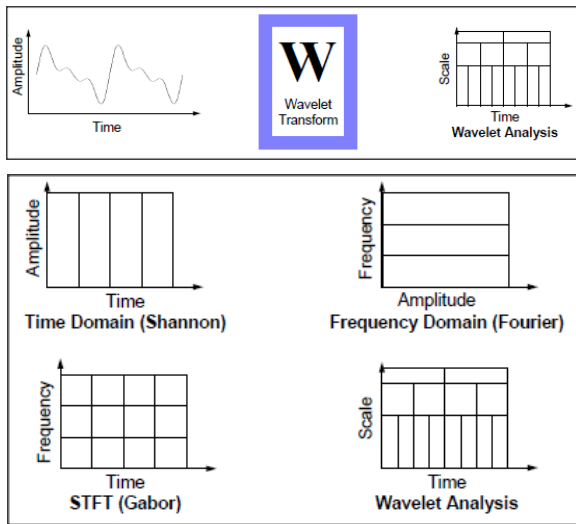 Amplitude
Time
W
Wavelet
Transform
Scale
Time
Wavelet Analysis
Amplitude
Time
Time Domain (Shannon)
Frequency
Amplitude
Frequency Domain (Fourier)
Frequency
Time
STFT (Gabor)
Scale
Time
Wavelet Analysis